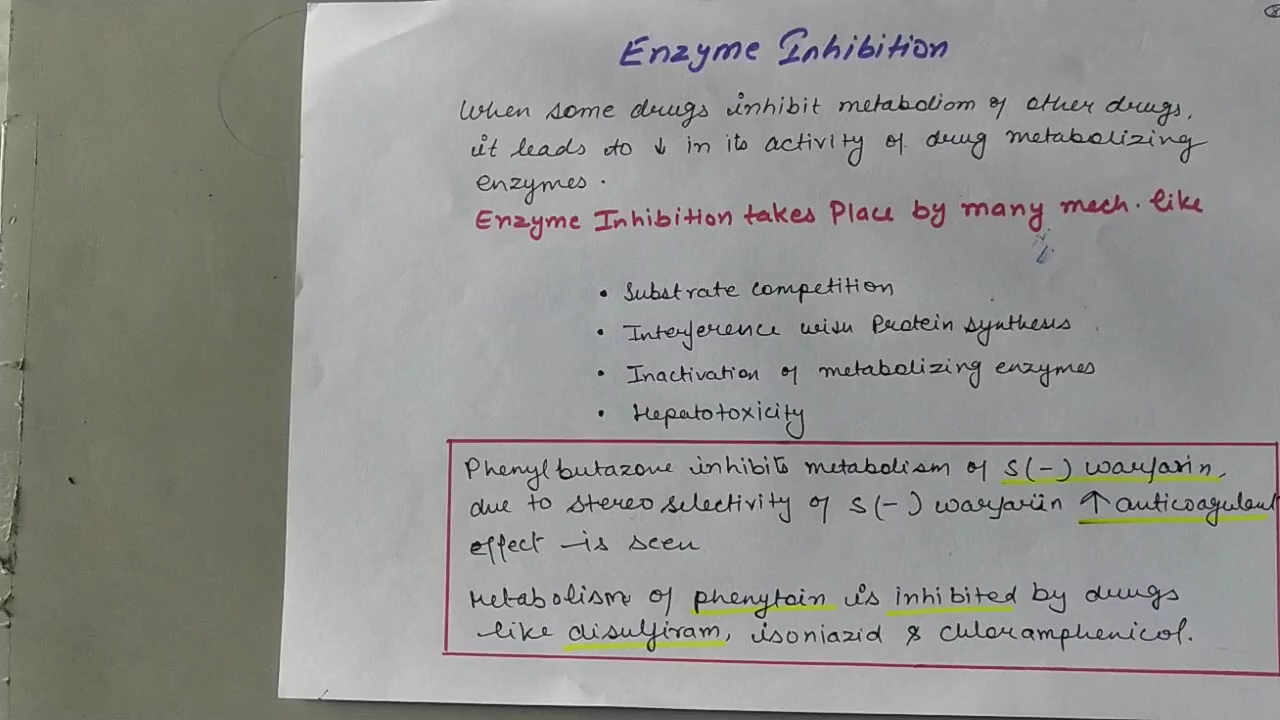 Enzyme Inhibition
When some drugs inhibit metabolism of other drugs,
it leads to ↓ in its activity of drug metabolizing
enzymes.
Enzyme Inhibition takes Place by many mech. like
• Substrate competition
• Interference with Protein synthesis
• Inactivation of metabolizing enzymes
• Hepatotoxicity
Phenylbutazone inhibits metabolism of S(-) warfarin,
due to stereoselectivity of S(-) warfarin ↑ anticoagulant
effect is seen
Metabolism of phenytoin is inhibited by drugs
like disulfiram, isoniazid & chloramphenicol.